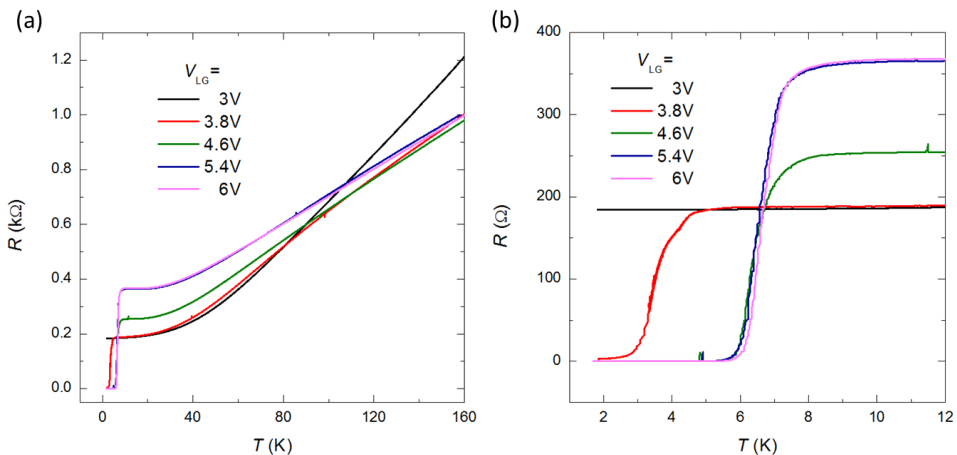 (a)
1.2
1.0
0.8
0.6
0.4
0.2
0.0
R (kΩ)
V_LG=
3V
3.8V
4.6V
5.4V
6V
0 40 80 120 160
T (K)
(b)
400
300
200
100
0
R (Ω)
V_LG=
3V
3.8V
4.6V
5.4V
6V
2 4 6 8 10 12
T (K)